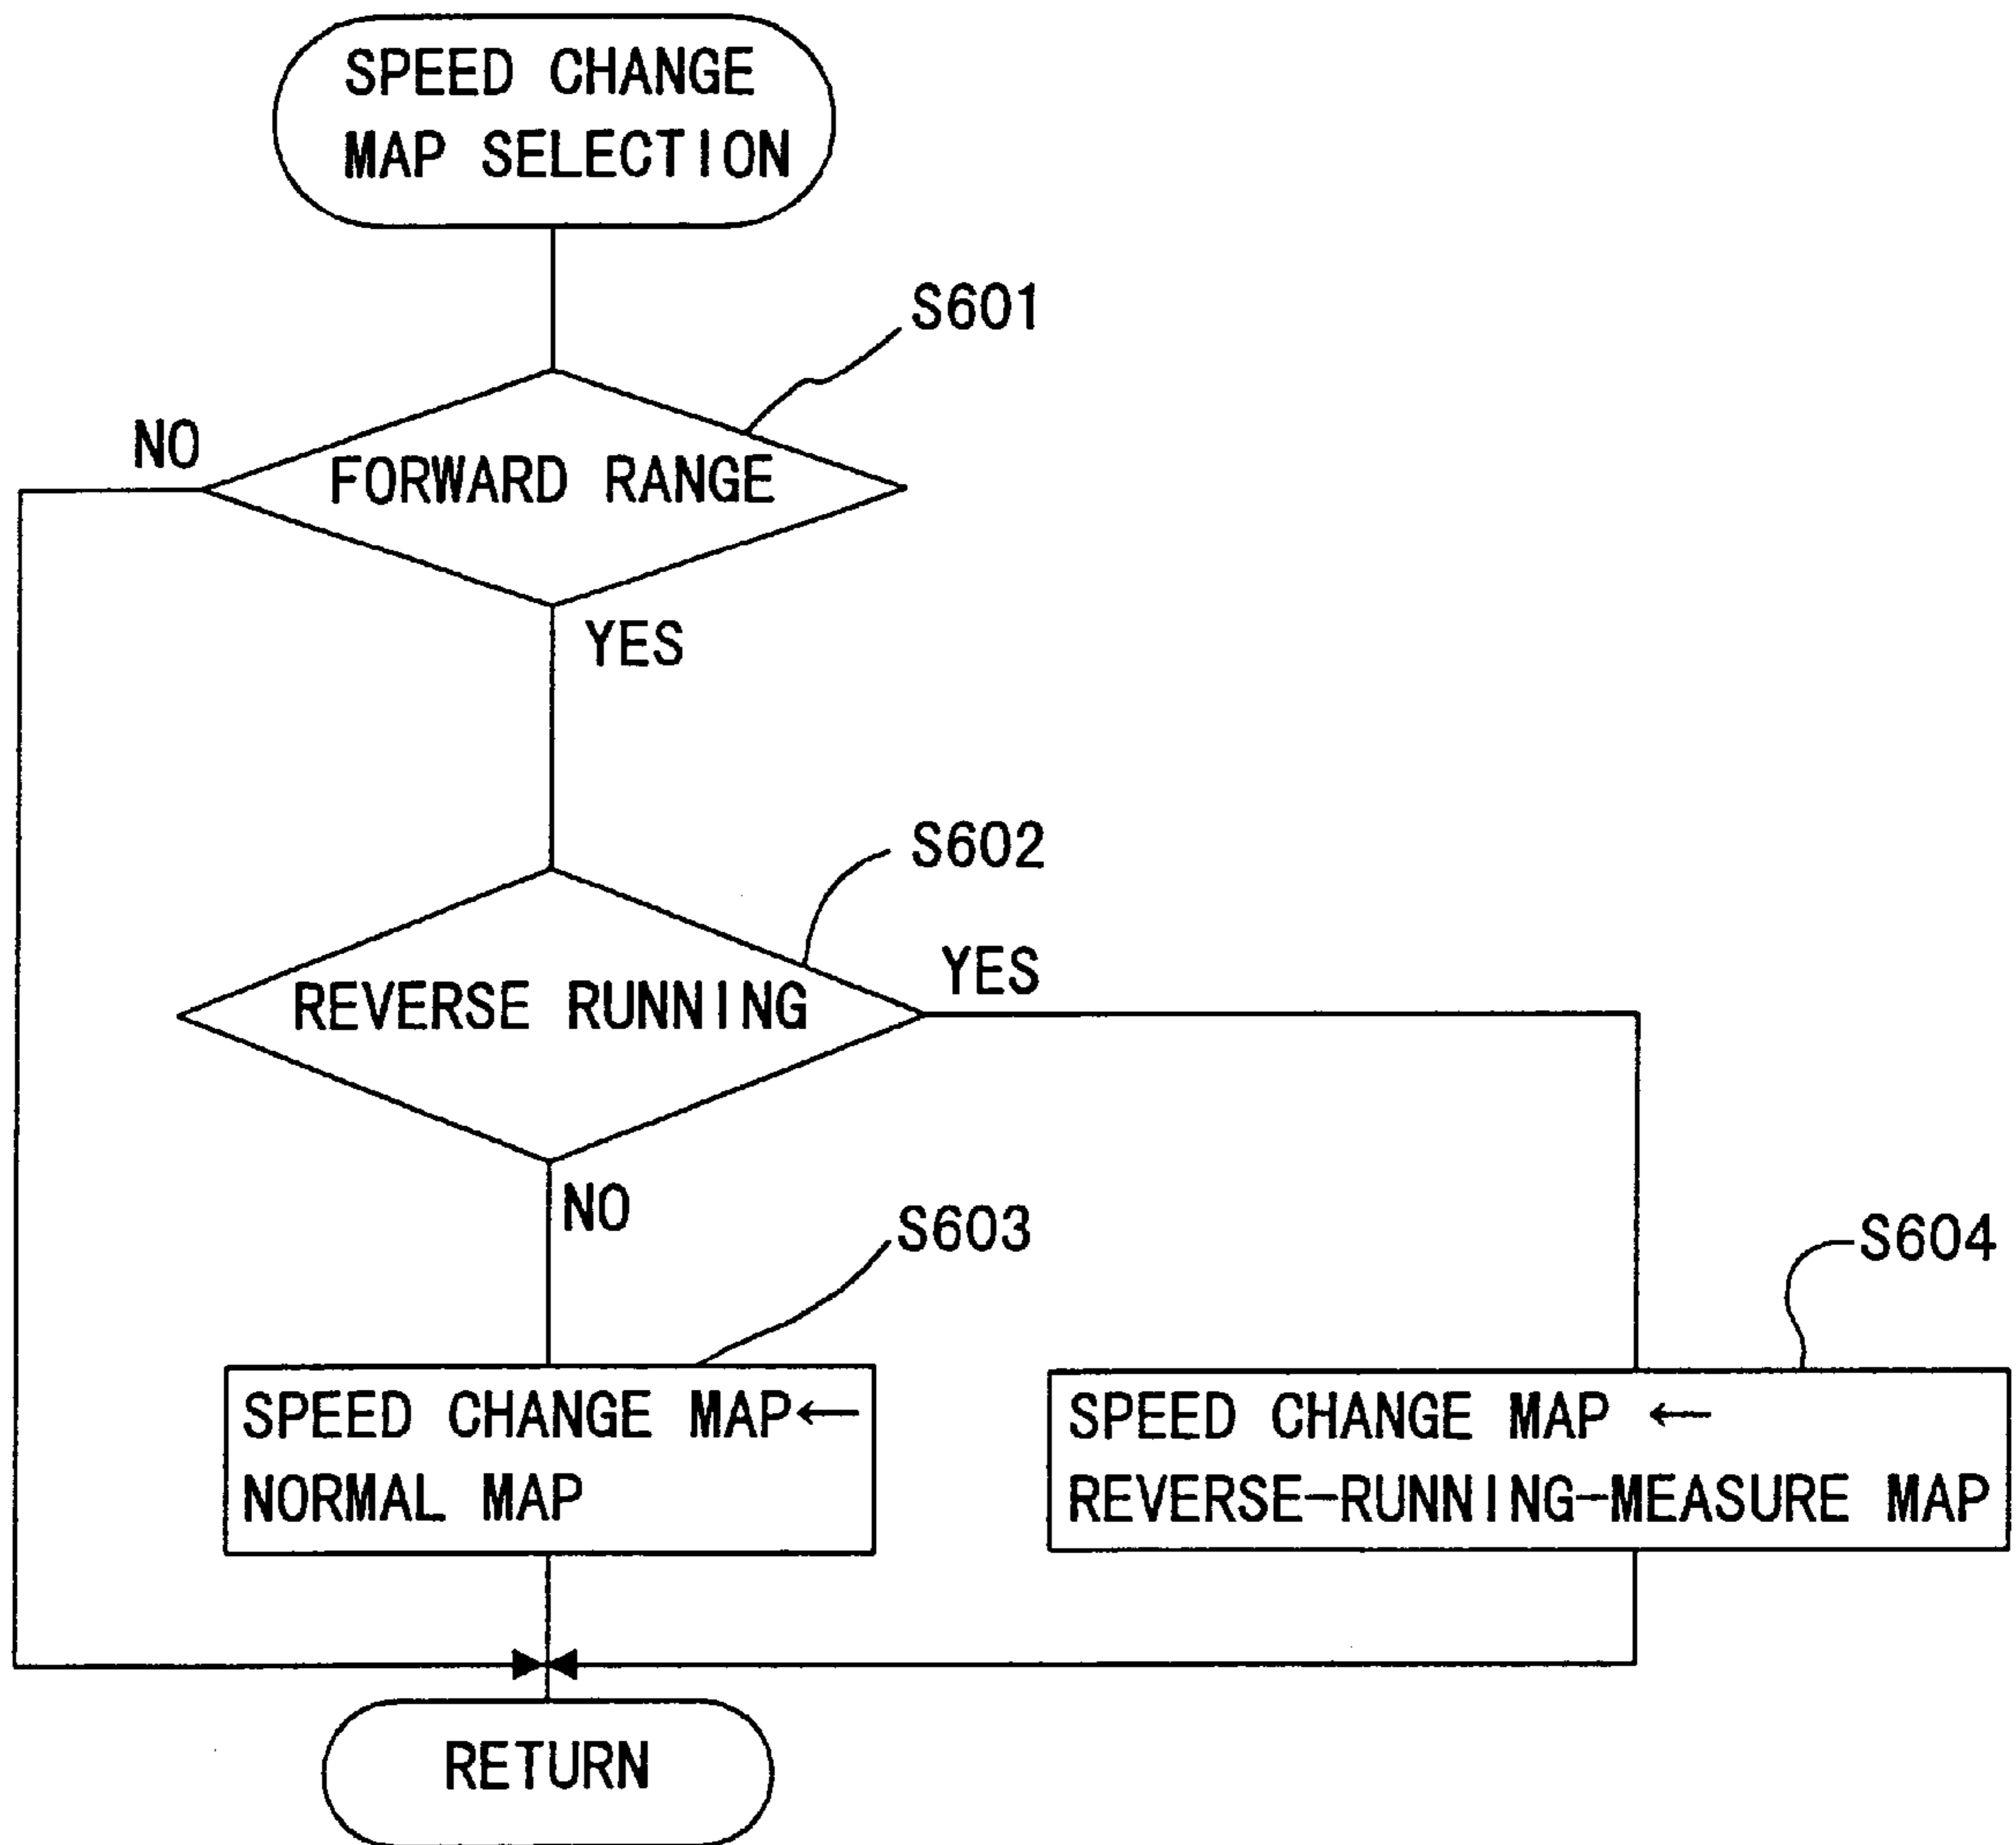 SPEED CHANGE
MAP SELECTION
S601
NO
FORWARD RANGE
YES
S602
YES
REVERSE RUNNING
NO
S603
S604
SPEED CHANGE MAP←
NORMAL MAP
SPEED CHANGE MAP ←
REVERSE-RUNNING-MEASURE MAP
RETURN